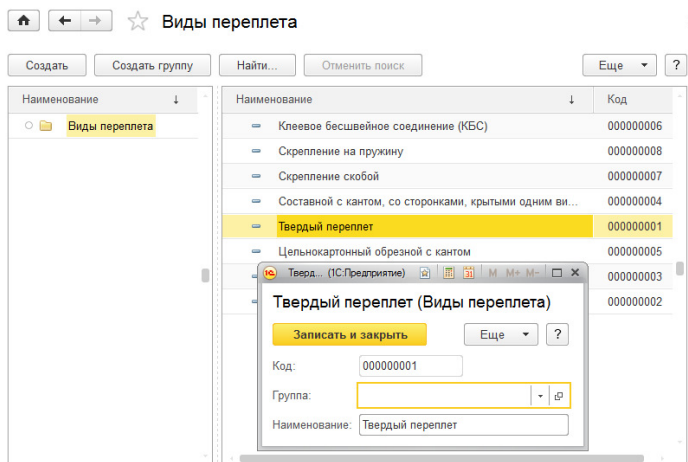 Виды переплета
Создать Создать группу Найти... Отменить поиск Еще ?
Наименование ↓ Наименование ↓ Код
Виды переплета Клеевое бесшвейное соединение (КБС) 000000006
Скрепление на пружину 000000008
Скрепление скобой 000000007
Составной с кантом, со сторонками, крытыми одним ви... 000000004
Твердый переплет 000000001
Цельнокартонный обрезной с кантом 000000005
1С Тверд... (1С:Предприятие) 31 M M+ M- 000000003
Твердый переплет (Виды переплета) 000000002
Записать и закрыть Еще ?
Код: 000000001
Группа:
Наименование: Твердый переплет